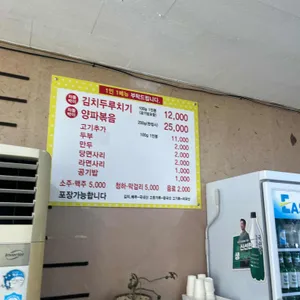 1인 1메뉴 부탁드립니다.
김치두루치기 12,000
양파볶음 25,000
고기추가 11,000
두부 2,000
만두 2,000
당면사리 2,000
라면사리 1,000
공기밥 1,000
소주·맥주 5,000 청하·막걸리 5,000 음료 2,000
포장가능합니다